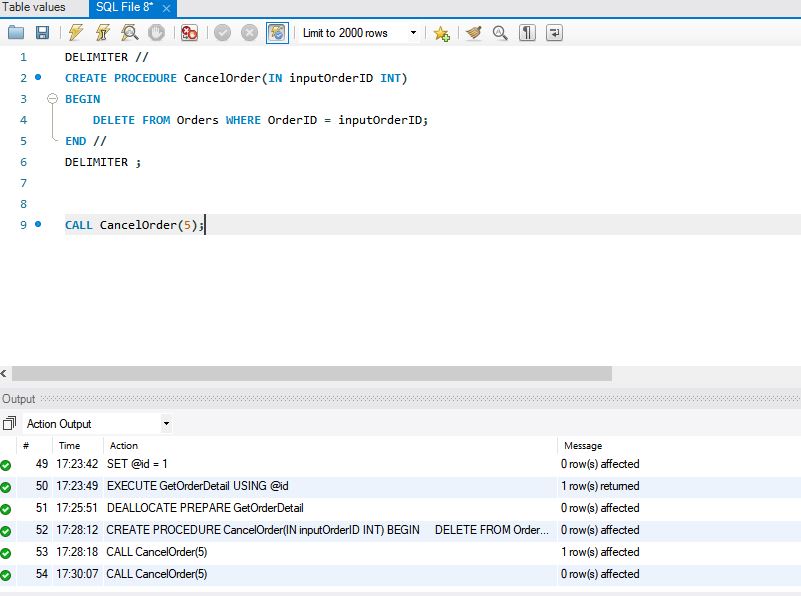 Table values SQL File 8* ×
Limit to 2000 rows
1 DELIMITER //
2 CREATE PROCEDURE CancelOrder(IN inputOrderID INT)
3 BEGIN
4 DELETE FROM Orders WHERE OrderID = inputOrderID;
5 END //
6 DELIMITER ;
7
8
9 CALL CancelOrder(5);
Output
Action Output
# Time Action Message
49 17:23:42 SET @id = 1 0 row(s) affected
50 17:23:49 EXECUTE GetOrderDetail USING @id 1 row(s) returned
51 17:25:51 DEALLOCATE PREPARE GetOrderDetail 0 row(s) affected
52 17:28:12 CREATE PROCEDURE CancelOrder(IN inputOrderID INT) BEGIN DELETE FROM Order... 0 row(s) affected
53 17:28:18 CALL CancelOrder(5) 1 row(s) affected
54 17:30:07 CALL CancelOrder(5) 0 row(s) affected